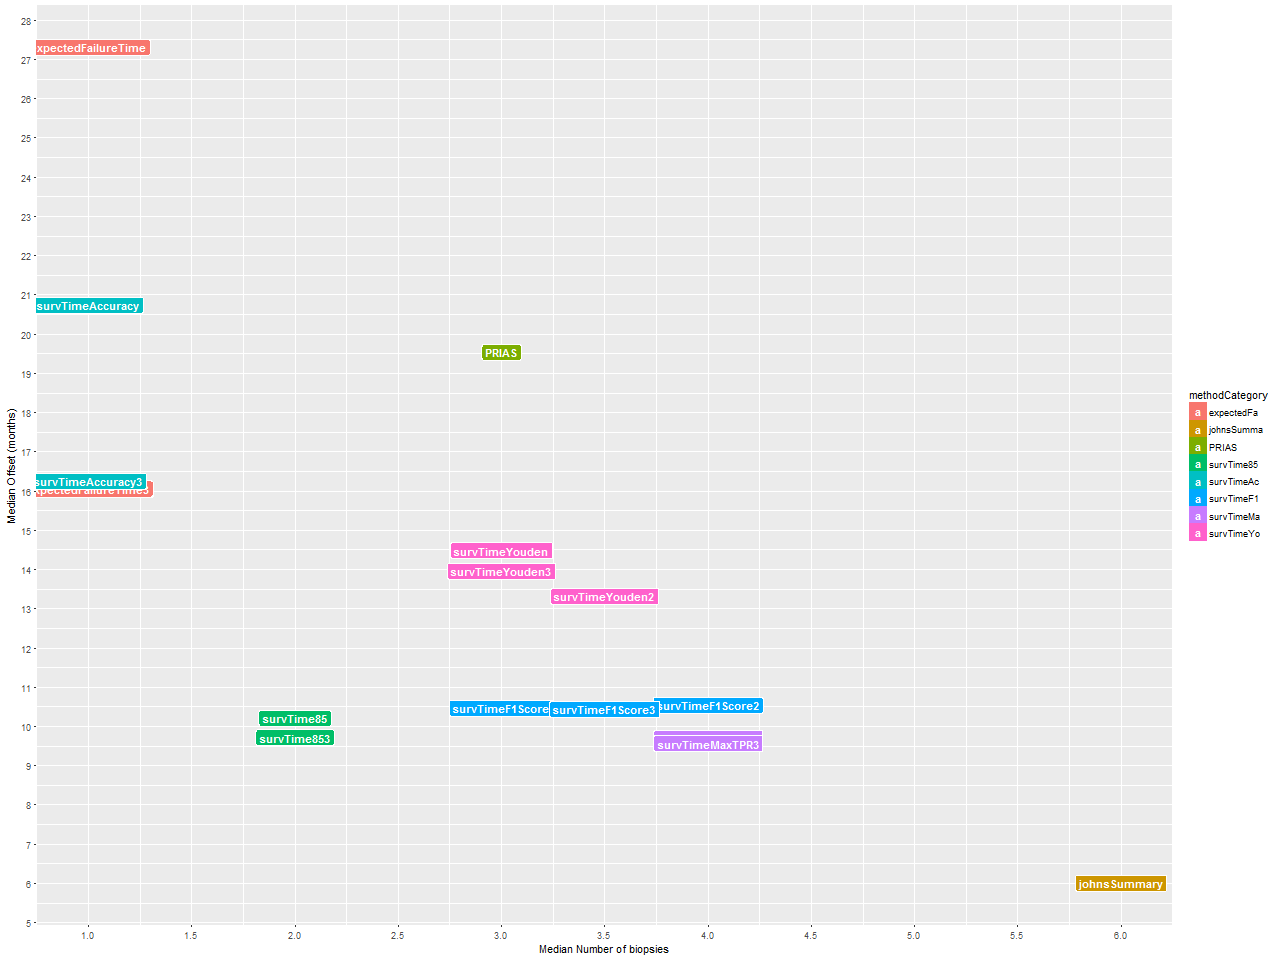 28
27
26
25
24
23
22
21
20
19
18
17
16
15
14
13
12
11
10
9
8
7
6
5
Median Offset (months)
xpectedFailureTime
survTimeAccuracy
PRIAS
survTimeAccuracy3
xpectedFailureTime3
survTimeYouden
survTimeYouden3
survTimeYouden2
survTimeF1Score
survTimeF1Score3
survTimeF1Score2
survTime85
survTime853
survTimeMaxTPR3
johnsSummary
1.0 1.5 2.0 2.5 3.0 3.5 4.0 4.5 5.0 5.5 6.0
Median Number of biopsies
methodCategory
a expectedFa
a johnsSumma
a PRIAS
a survTime85
a survTimeAc
a survTimeF1
a survTimeMa
a survTimeYo